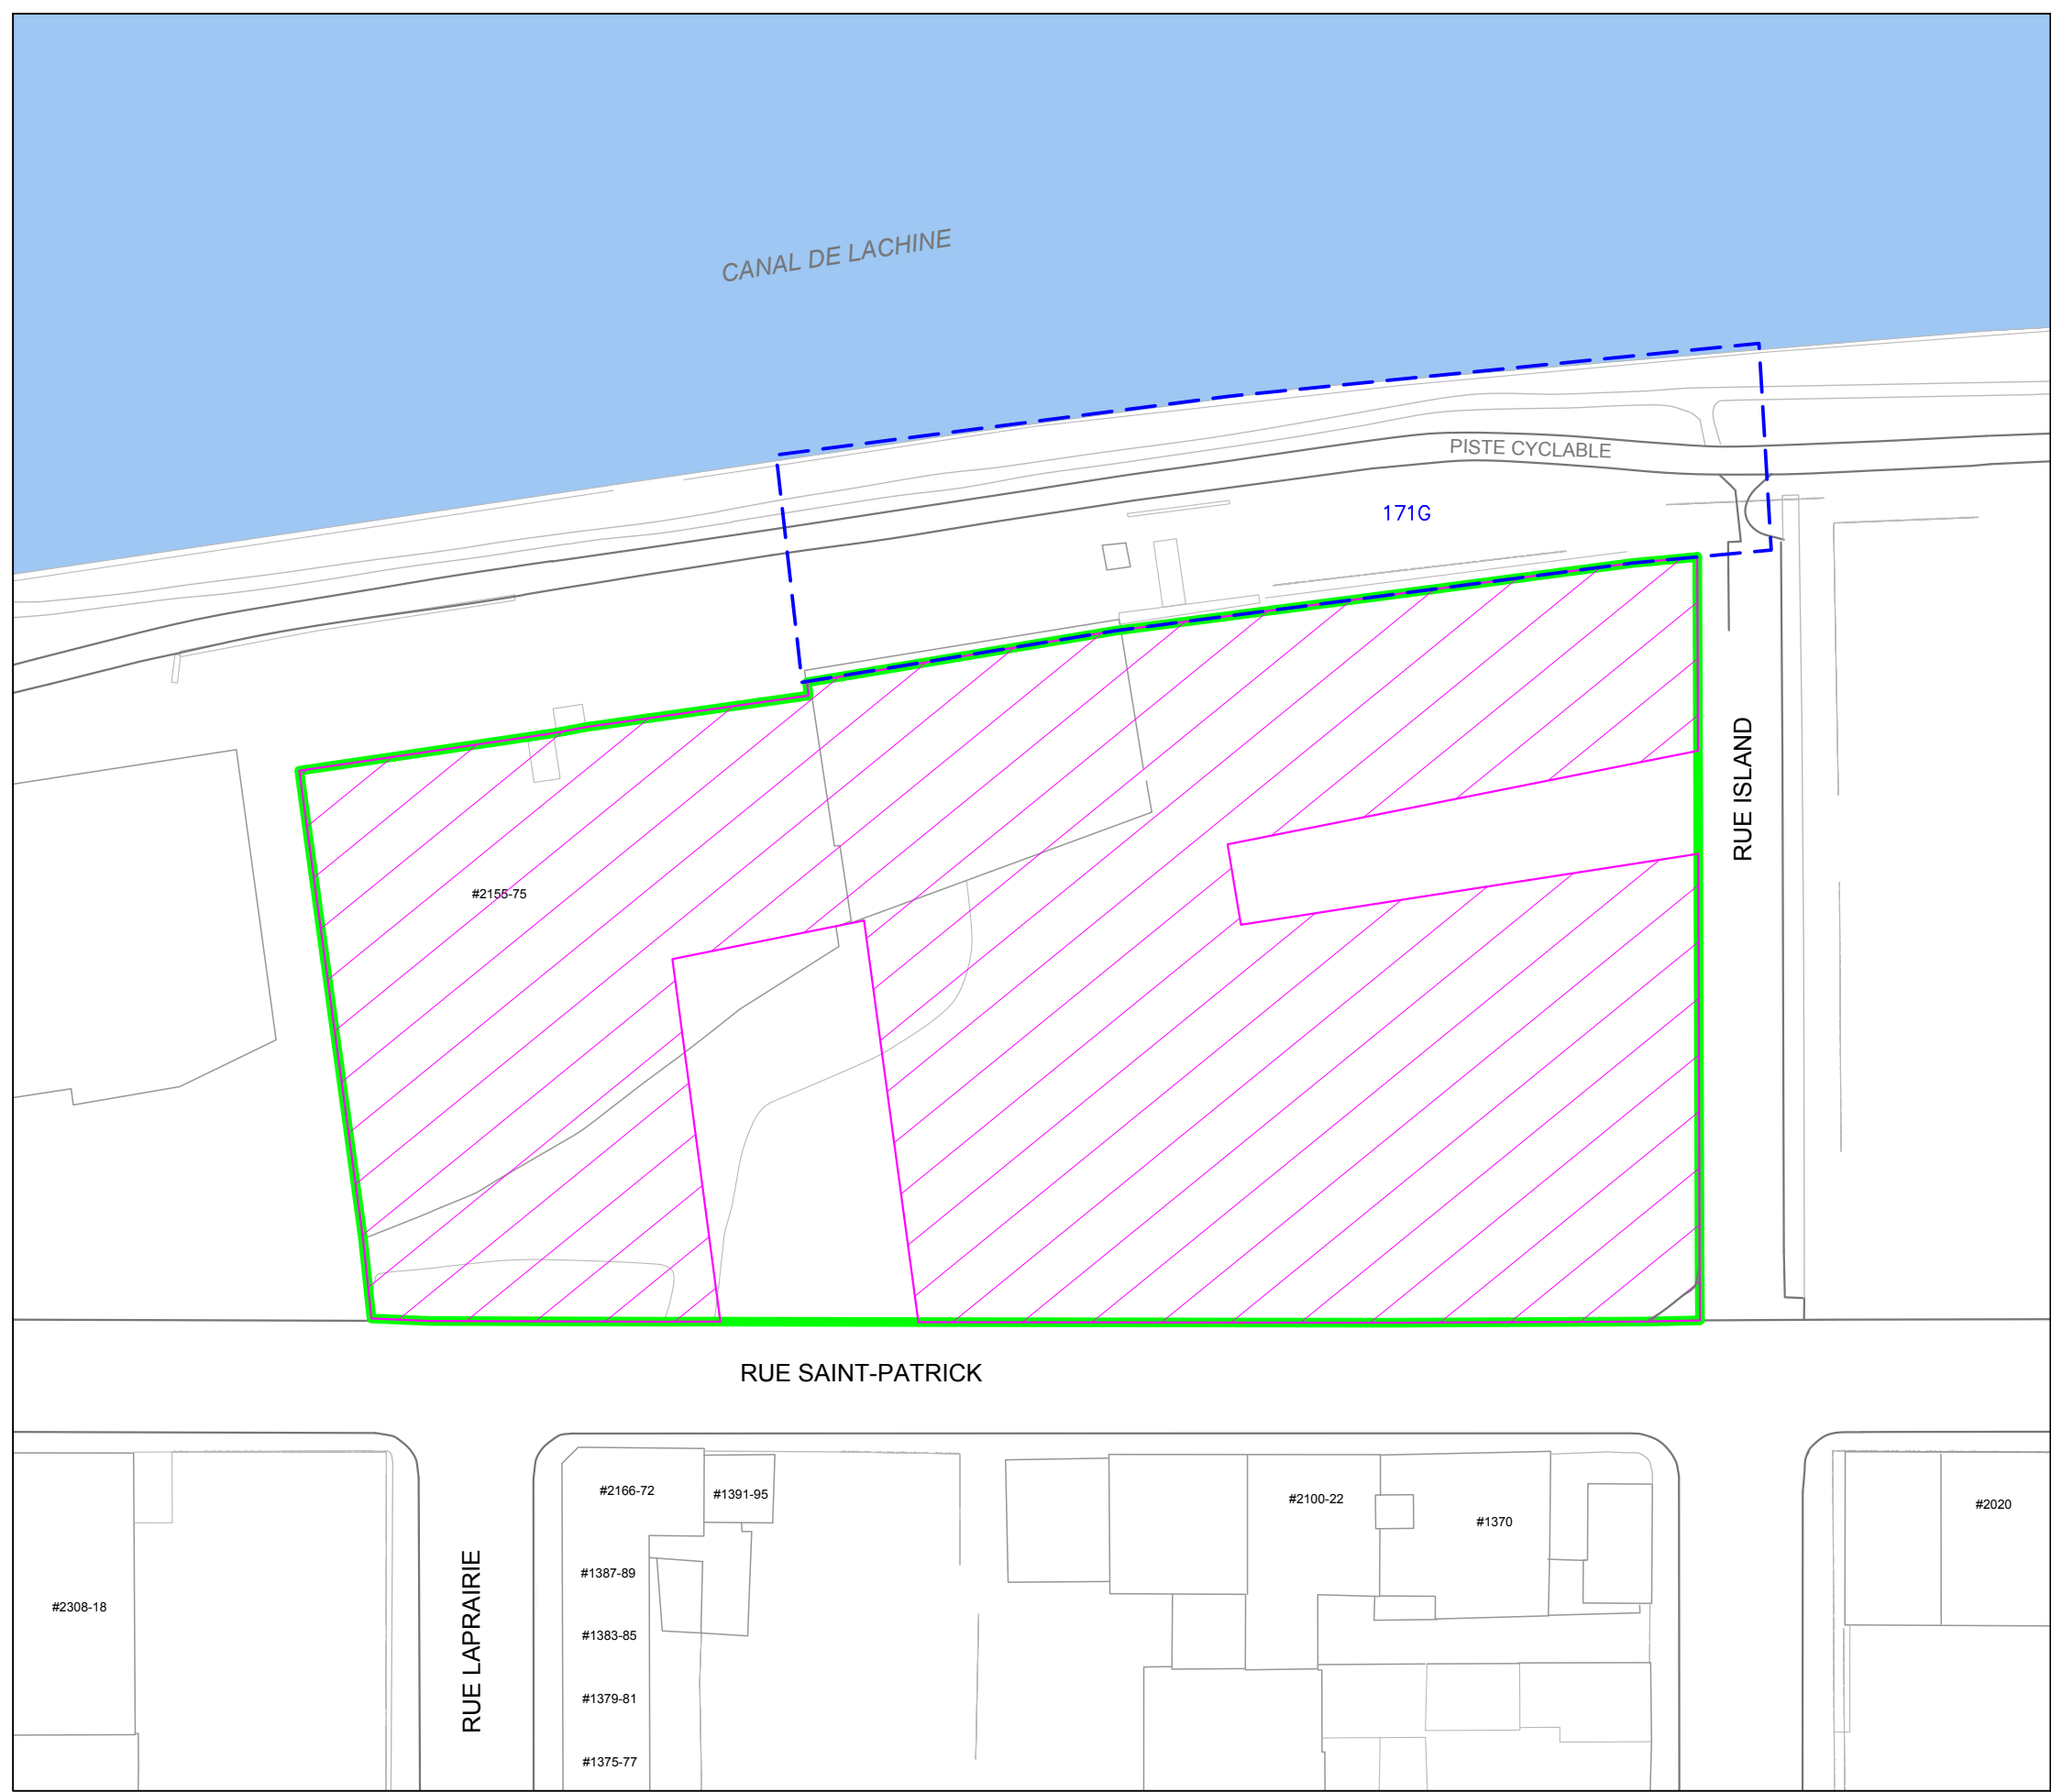 CANAL DE LACHINE
PISTE CYCLABLE
171G
RUE ISLAND
#2155-75
RUE SAINT-PATRICK
#2166-72
#1391-95
#2100-22
#1370
#2020
#1387-89
#2308-18
#1383-85
RUE LAPRAIRIE
#1379-81
#1375-77